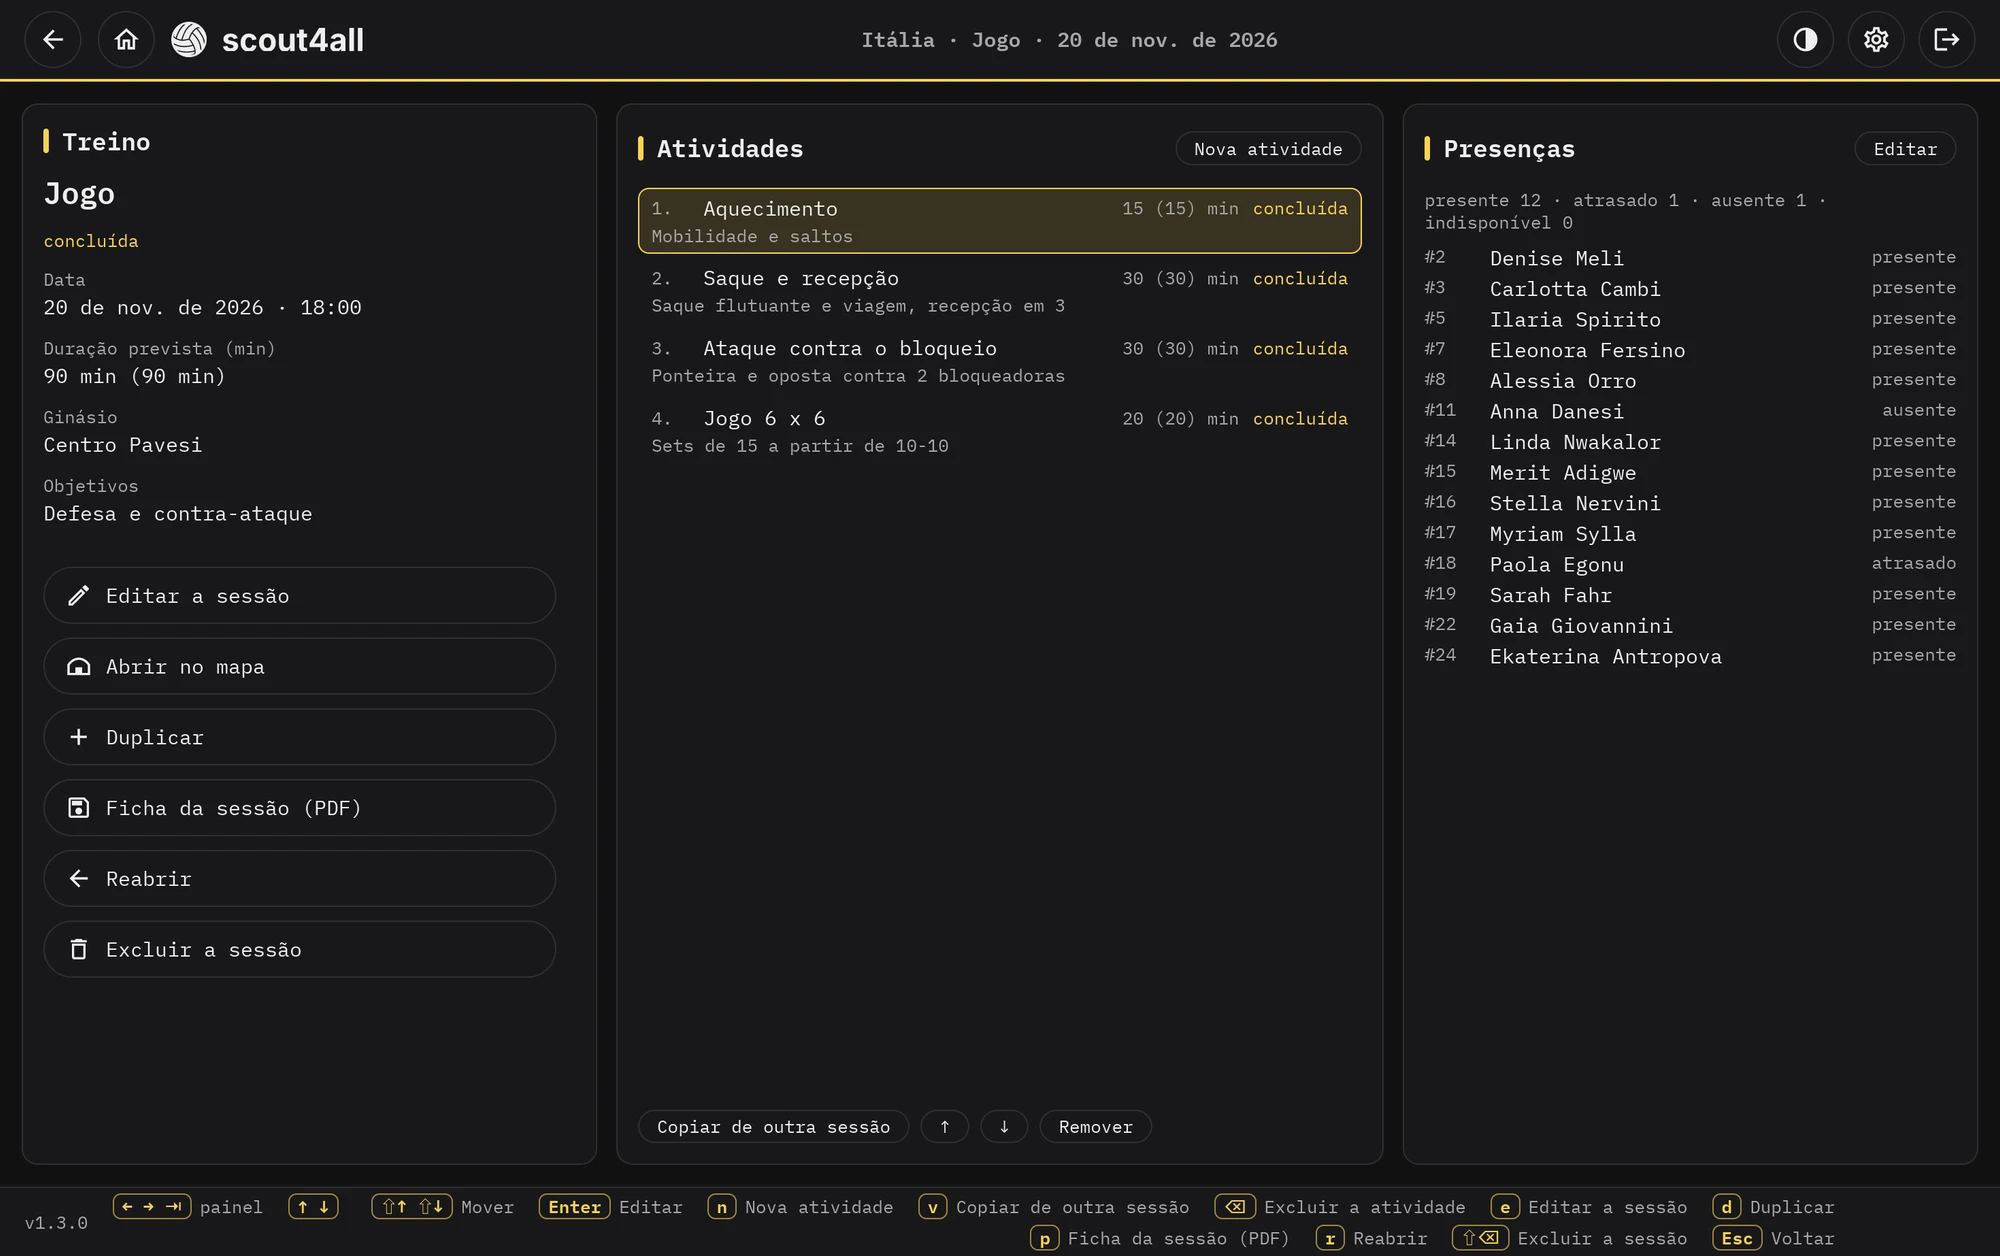 scout4all
Itália · Jogo · 20 de nov. de 2026
Treino
Jogo
concluída
Data
20 de nov. de 2026 · 18:00
Duração prevista (min)
90 min (90 min)
Ginásio
Centro Pavesi
Objetivos
Defesa e contra-ataque
Editar a sessão
Abrir no mapa
Duplicar
Ficha da sessão (PDF)
Reabrir
Excluir a sessão
Atividades
Nova atividade
1. Aquecimento 15 (15) min concluída
Mobilidade e saltos
2. Saque e recepção 30 (30) min concluída
Saque flutuante e viagem, recepção em 3
3. Ataque contra o bloqueio 30 (30) min concluída
Ponteira e oposta contra 2 bloqueadoras
4. Jogo 6 x 6 20 (20) min concluída
Sets de 15 a partir de 10-10
Copiar de outra sessão ↑ ↓ Remover
Presenças
Editar
presente 12 · atrasado 1 · ausente 1 ·
indisponível 0
#2 Denise Meli presente
#3 Carlotta Cambi presente
#5 Ilaria Spirito presente
#7 Eleonora Fersino presente
#8 Alessia Orro presente
#11 Anna Danesi ausente
#14 Linda Nwakalor presente
#15 Merit Adigwe presente
#16 Stella Nervini presente
#17 Myriam Sylla presente
#18 Paola Egonu atrasado
#19 Sarah Fahr presente
#22 Gaia Giovannini presente
#24 Ekaterina Antropova presente
v1.3.0
← → ⇥ painel ↑ ↓ ⇧↑ ⇧↓ Mover Enter Editar n Nova atividade v Copiar de outra sessão ⌫ Excluir a atividade e Editar a sessão d Duplicar
p Ficha da sessão (PDF) r Reabrir ⇧⌫ Excluir a sessão Esc Voltar